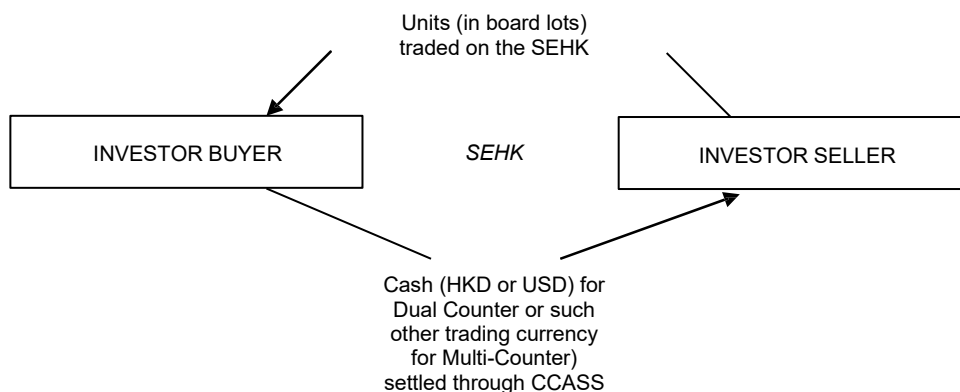 Units (in board lots)
traded on the SEHK
INVESTOR BUYER
SEHK
INVESTOR SELLER
Cash (HKD or USD) for
Dual Counter or such
other trading currency
for Multi-Counter)
settled through CCASS